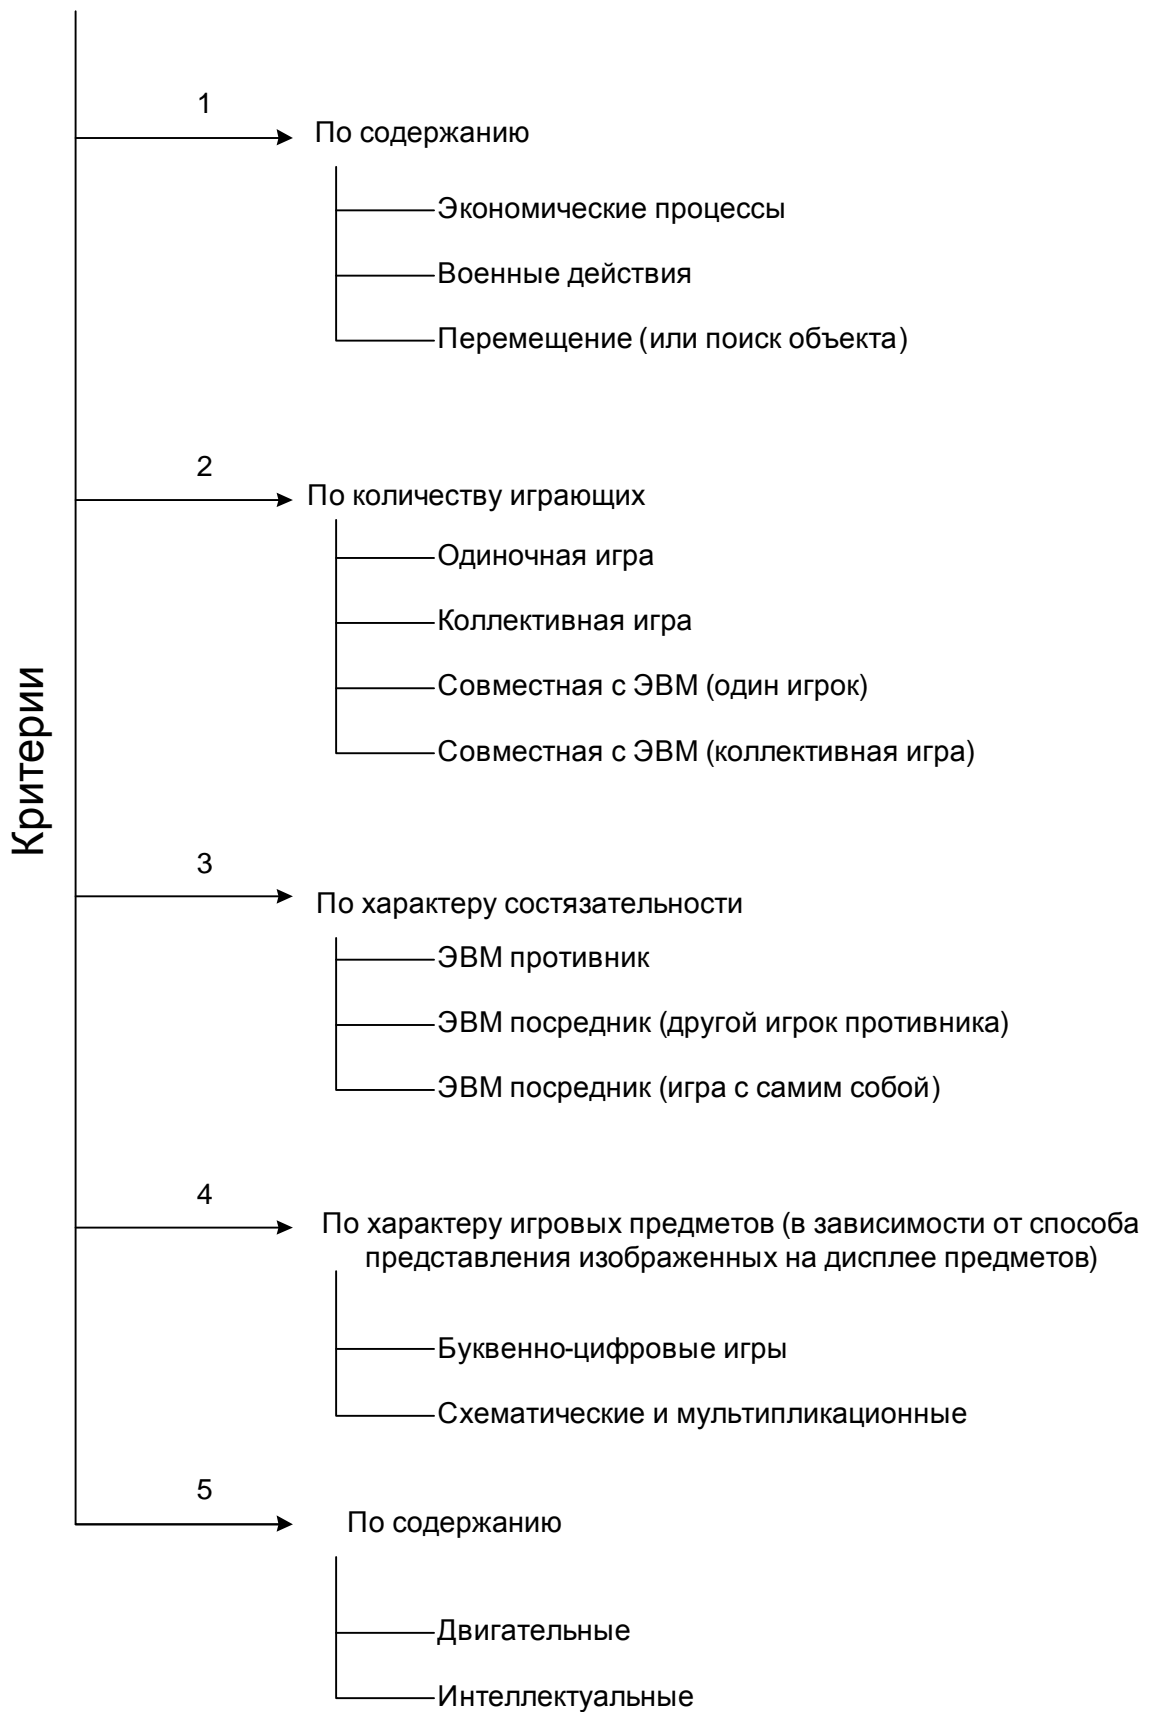 Критерии
1
По содержанию
Экономические процессы
Военные действия
Перемещение (или поиск объекта)
2
По количеству играющих
Одиночная игра
Коллективная игра
Совместная с ЭВМ (один игрок)
Совместная с ЭВМ (коллективная игра)
3
По характеру состязательности
ЭВМ противник
ЭВМ посредник (другой игрок противника)
ЭВМ посредник (игра с самим собой)
4
По характеру игровых предметов (в зависимости от способа
представления изображенных на дисплее предметов)
Буквенно-цифровые игры
Схематические и мультипликационные
5
По содержанию
Двигательные
Интеллектуальные